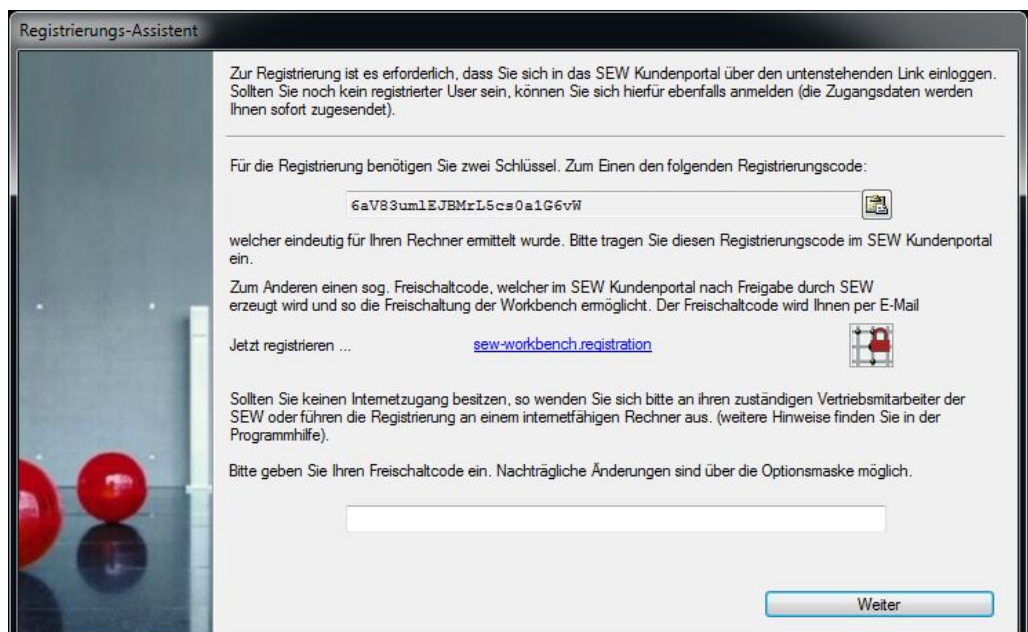 Registrierungs-Assistent
Zur Registrierung ist es erforderlich, dass Sie sich in das SEW Kundenportal über den untenstehenden Link einloggen.
Sollten Sie noch kein registrierter User sein, können Sie sich hierfür ebenfalls anmelden (die Zugangsdaten werden
Ihnen sofort zugesendet).
Für die Registrierung benötigen Sie zwei Schlüssel. Zum Einen den folgenden Registrierungscode:
6aV83umlEJBMrL5cs0a1G6vW
welcher eindeutig für Ihren Rechner ermittelt wurde. Bitte tragen Sie diesen Registrierungscode im SEW Kundenportal
ein.
Zum Anderen einen sog. Freischaltcode, welcher im SEW Kundenportal nach Freigabe durch SEW
erzeugt wird und so die Freischaltung der Workbench ermöglicht. Der Freischaltcode wird Ihnen per E-Mail
Jetzt registrieren ... sew-workbench.registration
Sollten Sie keinen Internetzugang besitzen, so wenden Sie sich bitte an ihren zuständigen Vertriebsmitarbeiter der
SEW oder führen die Registrierung an einem internetfähigen Rechner aus. (weitere Hinweise finden Sie in der
Programmhilfe).
Bitte geben Sie Ihren Freischaltcode ein. Nachträgliche Änderungen sind über die Optionsmaske möglich.
Weiter